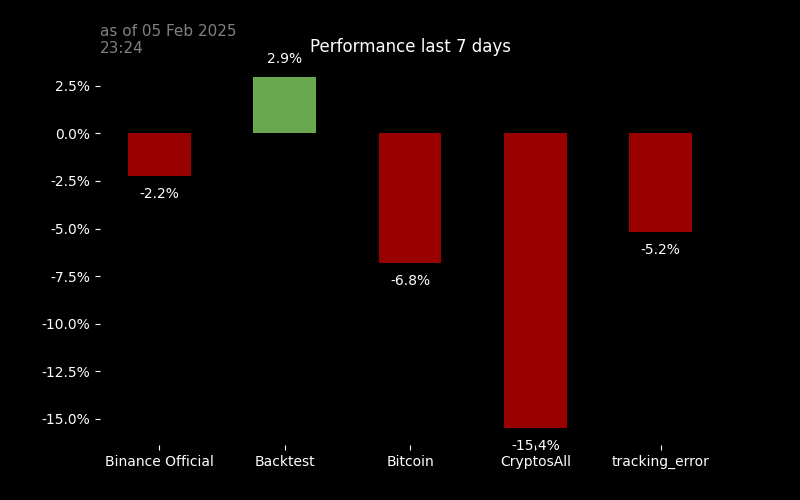 as of 05 Feb 2025
23:24
Performance last 7 days
2.9%
2.5%
0.0%
-2.5%
-5.0%
-7.5%
-10.0%
-12.5%
-15.0%
-2.2%
-6.8%
-15.4%
-5.2%
Binance Official
Backtest
Bitcoin
CryptosAll
tracking_error